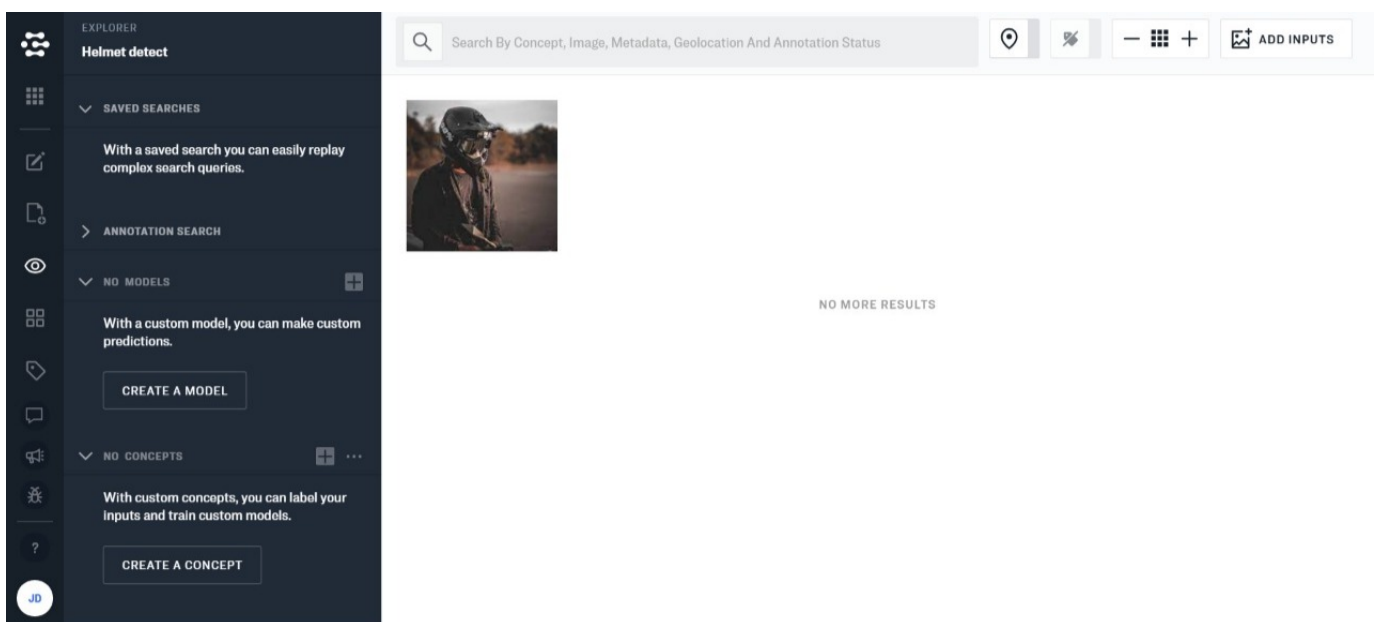 EXPLORER
Helmet detect
SAVED SEARCHES
With a saved search you can easily replay
complex search queries.
ANNOTATION SEARCH
NO MODELS
With a custom model, you can make custom
predictions.
CREATE A MODEL
NO CONCEPTS
With custom concepts, you can label your
inputs and train custom models.
CREATE A CONCEPT
?
JD
Search By Concept, Image, Metadata, Geolocation And Annotation Status
ADD INPUTS
NO MORE RESULTS